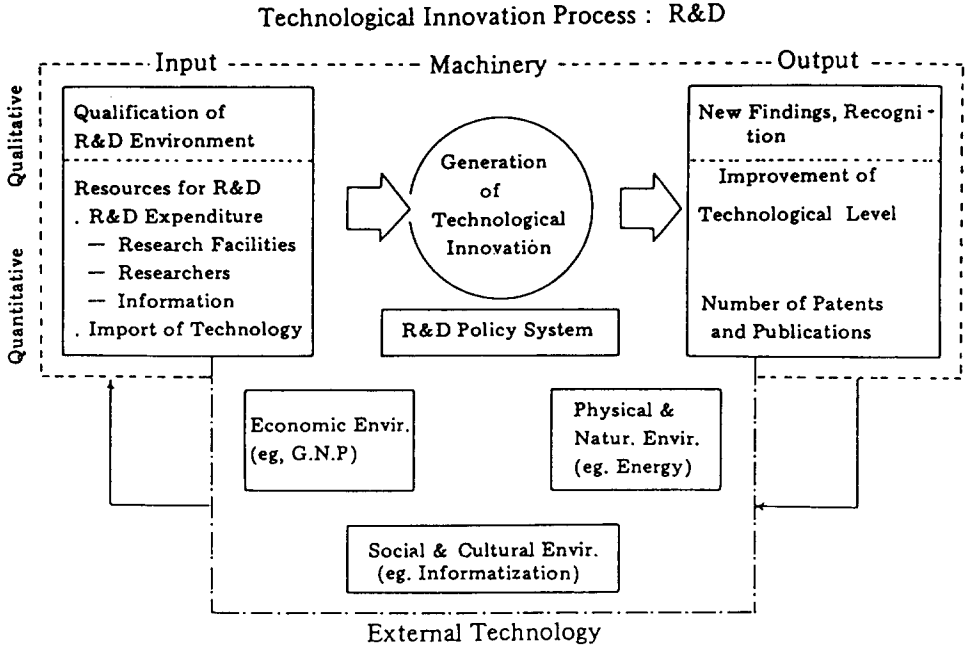 Technological Innovation Process : R&D
Input
Machinery
Output
Qualitative
Quantitative
Qualification of
R&D Environment
Resources for R&D
. R&D Expenditure
— Research Facilities
— Researchers
— Information
. Import of Technology
Generation
of
Technological
Innovation
R&D Policy System
New Findings, Recogni-
tion
Improvement of
Technological Level
Number of Patents
and Publications
Economic Envir.
(eg, G.N.P)
Physical &
Natur. Envir.
(eg. Energy)
Social & Cultural Envir.
(eg. Informatization)
External Technology